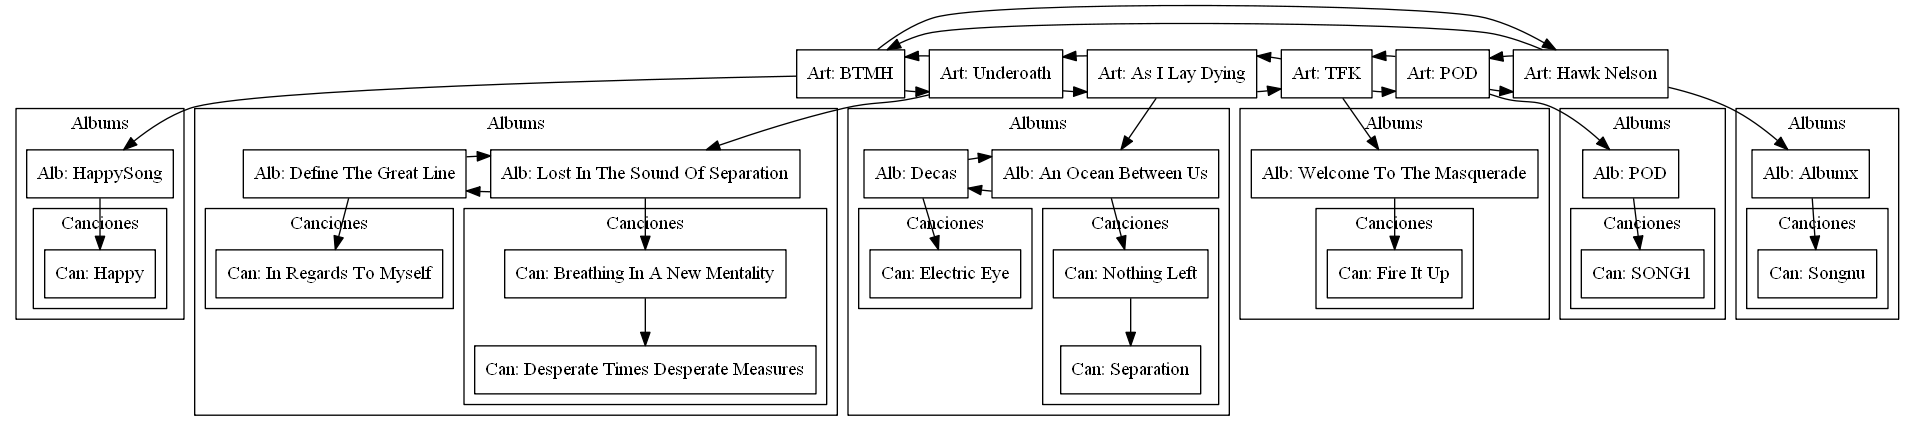 Art: BTMH
Art: Underoath
Art: As I Lay Dying
Art: TFK
Art: POD
Art: Hawk Nelson
Albums
Albums
Albums
Albums
Albums
Albums
Alb: HappySong
Alb: Define The Great Line
Alb: Lost In The Sound Of Separation
Alb: Decas
Alb: An Ocean Between Us
Alb: Welcome To The Masquerade
Alb: POD
Alb: Albumx
Canciones
Canciones
Canciones
Canciones
Canciones
Canciones
Canciones
Canciones
Can: Happy
Can: In Regards To Myself
Can: Breathing In A New Mentality
Can: Electric Eye
Can: Nothing Left
Can: Fire It Up
Can: SONG1
Can: Songnu
Can: Desperate Times Desperate Measures
Can: Separation